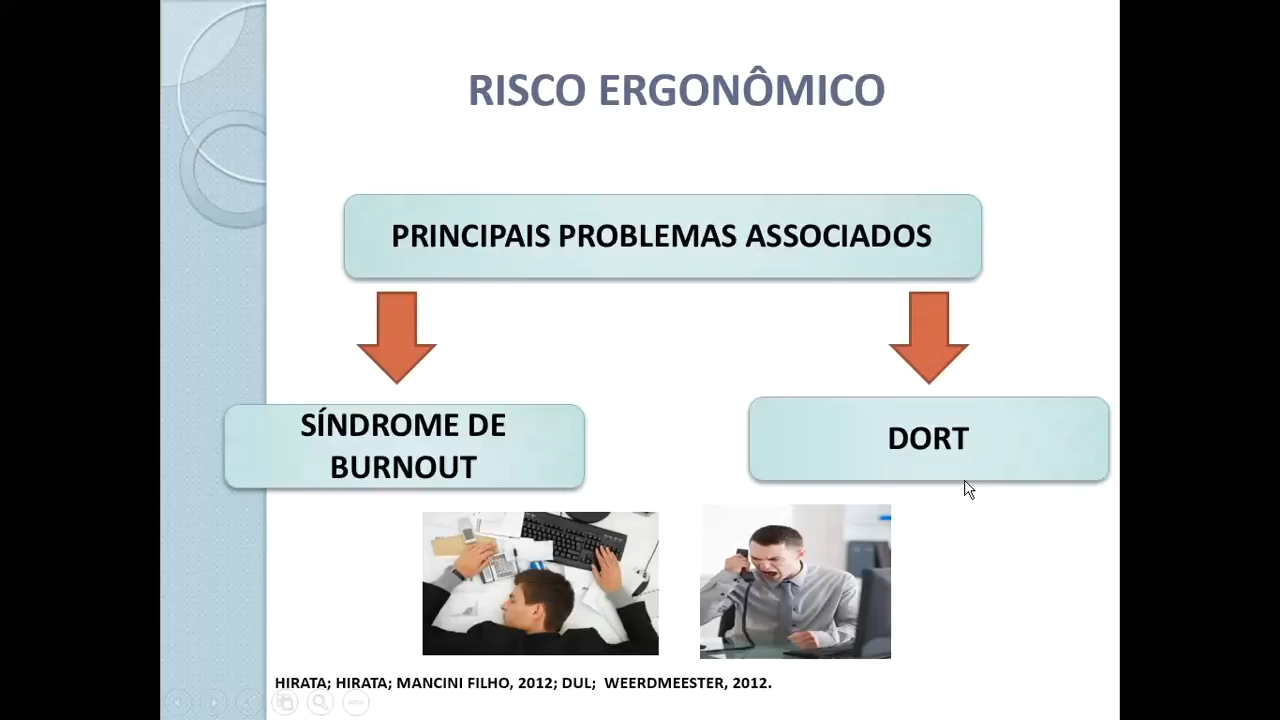 RISCO ERGONÔMICO
PRINCIPAIS PROBLEMAS ASSOCIADOS
SÍNDROME DE
BURNOUT
DORT
HIRATA; HIRATA; MANCINI FILHO, 2012; DUL; WEERDMEESTER, 2012.